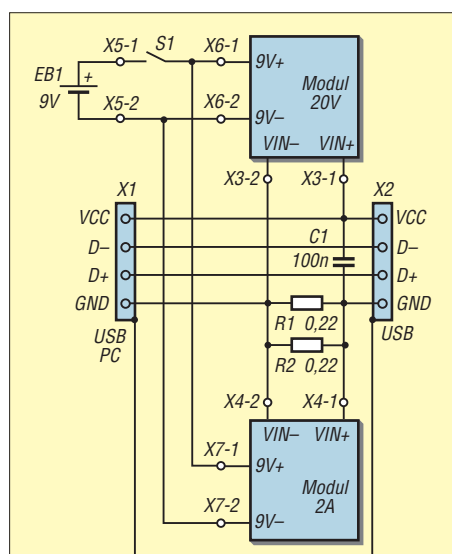 X5-1 S1 X6-1
EB1
9V
+
X5-2 X6-2
9V+
9V–
Modul
20V
VIN– VIN+
X3-2 X3-1
X1
VCC
D–
D+
GND
USB
PC
C1
100n
R1 0,22
R2 0,22
X2
VCC
D–
D+
GND
USB
X4-2 X4-1
VIN– VIN+
X7-1
9V+
Modul
2A
X7-2
9V–